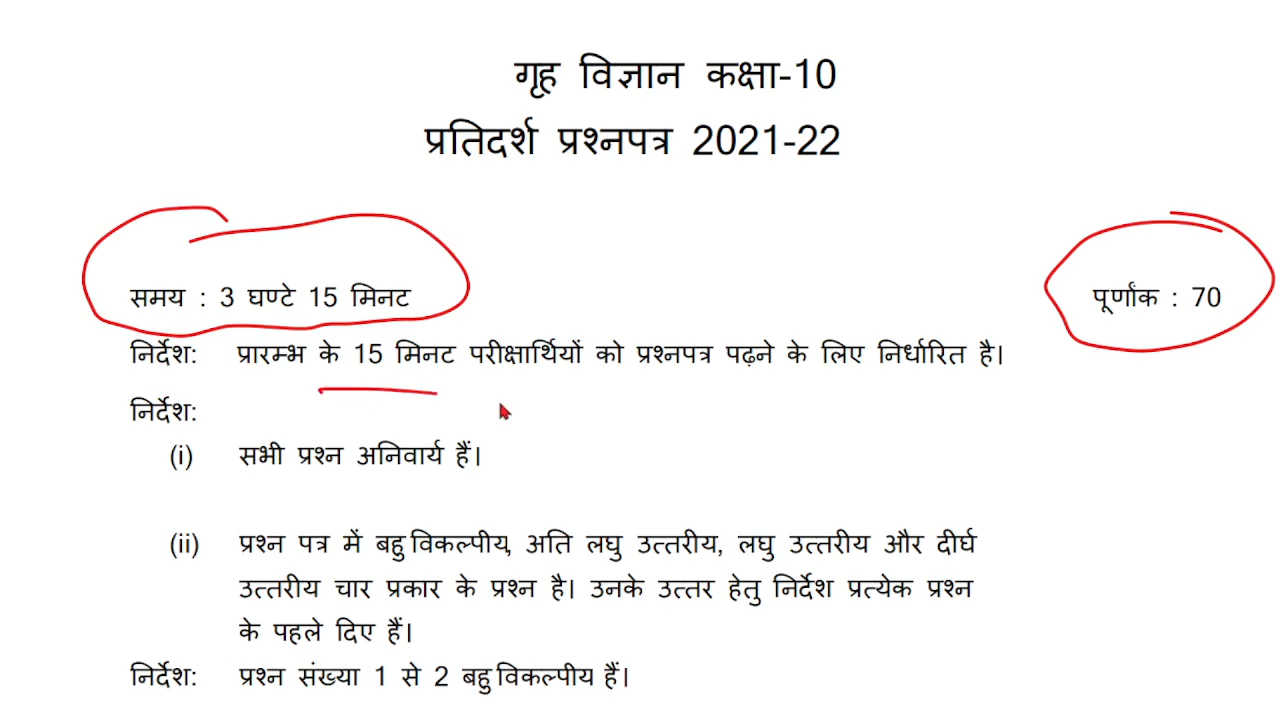 गृह विज्ञान कक्षा-10
प्रतिदर्श प्रश्नपत्र 2021-22
समय : 3 घण्टे 15 मिनट पूर्णांक : 70
निर्देश: प्रारम्भ के 15 मिनट परीक्षार्थियों को प्रश्नपत्र पढ़ने के लिए निर्धारित है।
निर्देश:
(i) सभी प्रश्न अनिवार्य हैं।
(ii) प्रश्न पत्र में बहुविकल्पीय, अति लघु उत्तरीय, लघु उत्तरीय और दीर्घ
उत्तरीय चार प्रकार के प्रश्न है। उनके उत्तर हेतु निर्देश प्रत्येक प्रश्न
के पहले दिए हैं।
निर्देश: प्रश्न संख्या 1 से 2 बहुविकल्पीय हैं।